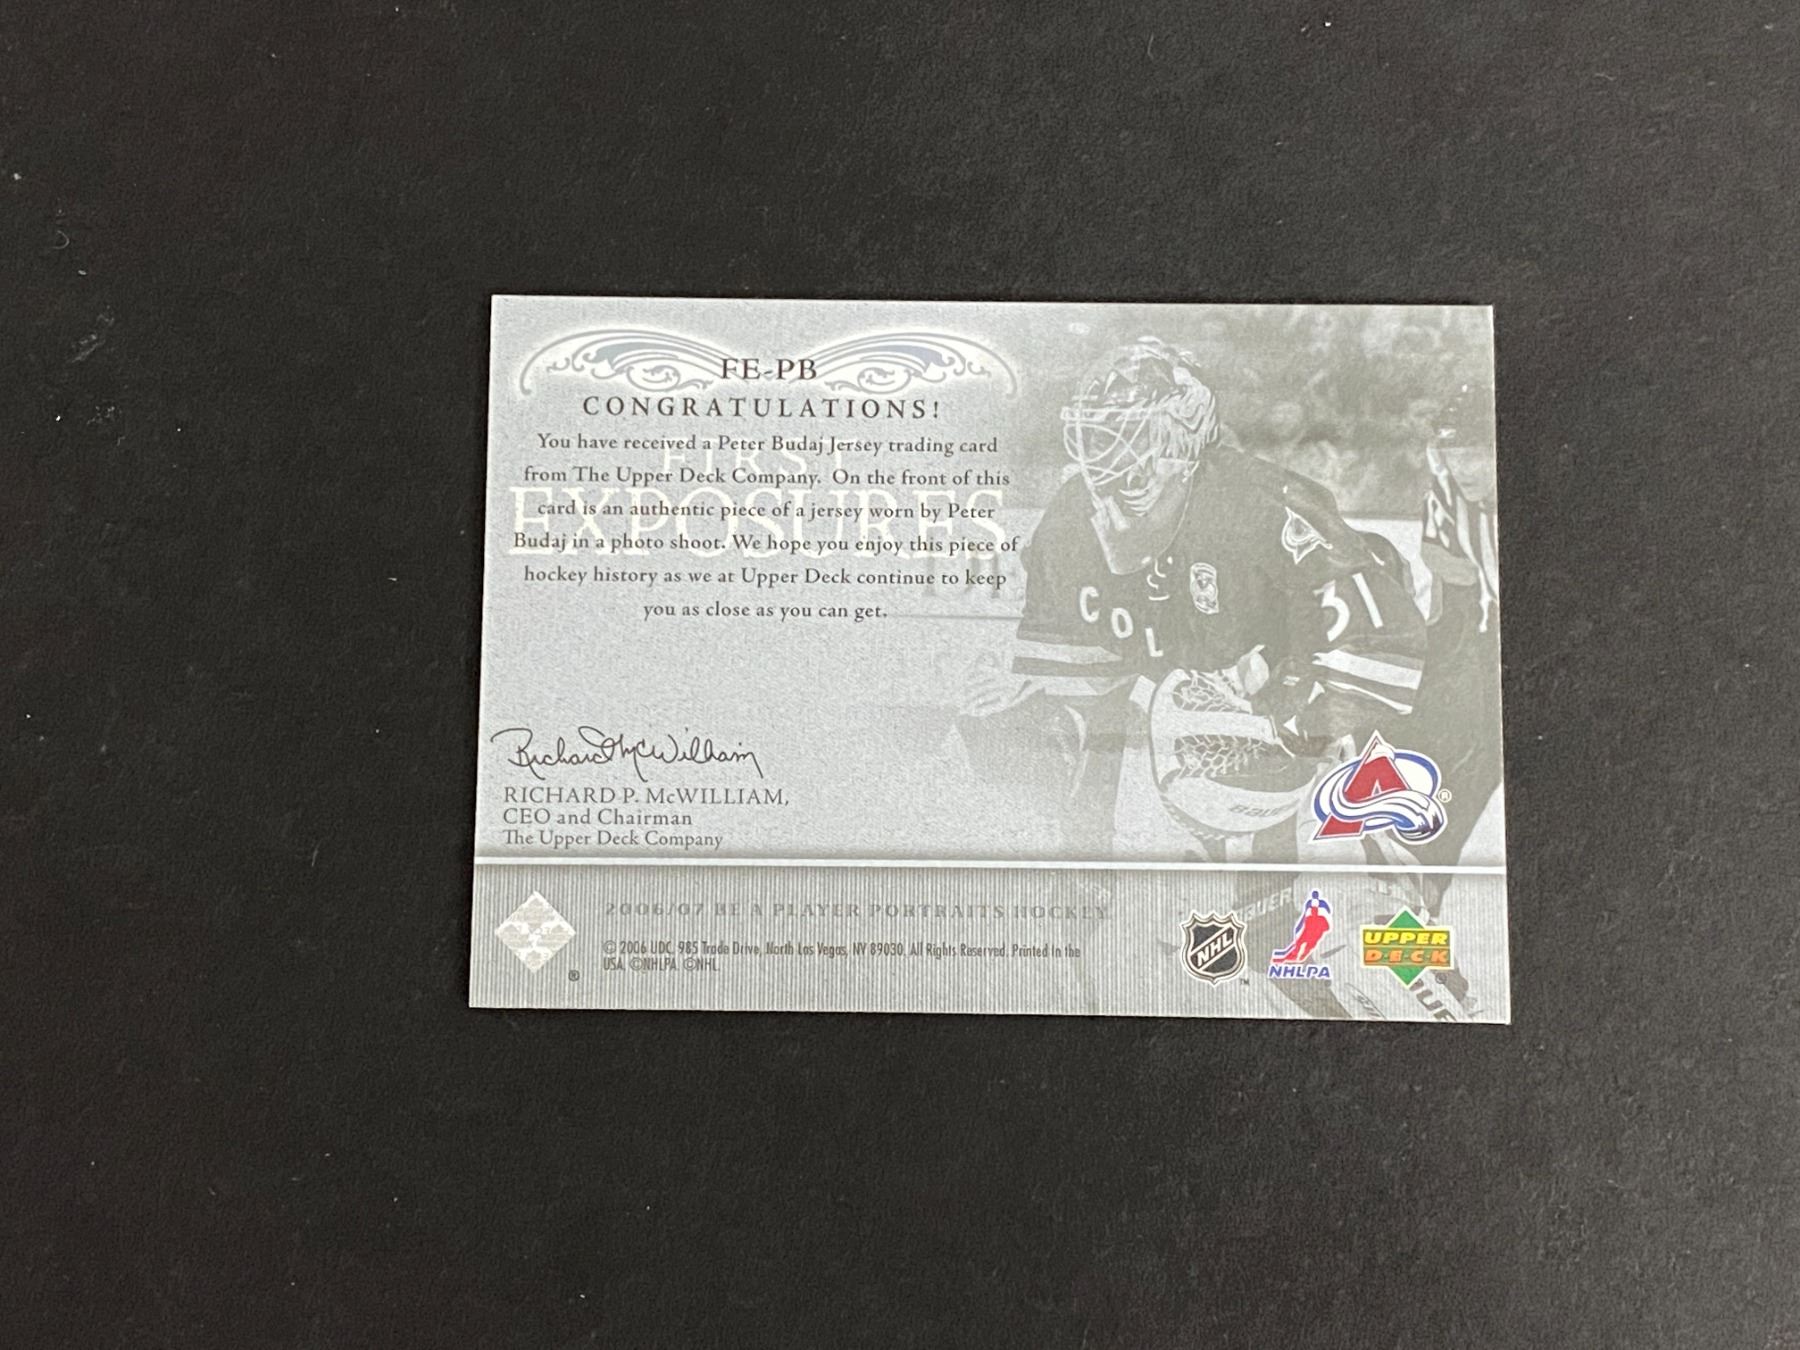 FE-PB
CONGRATULATIONS!
FIRST
EXPOSURES
You have received a Peter Budaj Jersey trading card
from The Upper Deck Company. On the front of this
card is an authentic piece of a jersey worn by Peter
Budaj in a photo shoot. We hope you enjoy this piece of
hockey history as we at Upper Deck continue to keep
you as close as you can get.
COL
31
BAUER
Richard McWilliam
RICHARD P. McWILLIAM,
CEO and Chairman
The Upper Deck Company
2006/07 BE A PLAYER PORTRAITS HOCKEY
© 2006 UDC, 985 Trade Drive, North Las Vegas, NV 89030. All Rights Reserved. Printed In the
USA. ©NHLPA. ©NHL.
NHL
NHLPA
UPPER
DECK